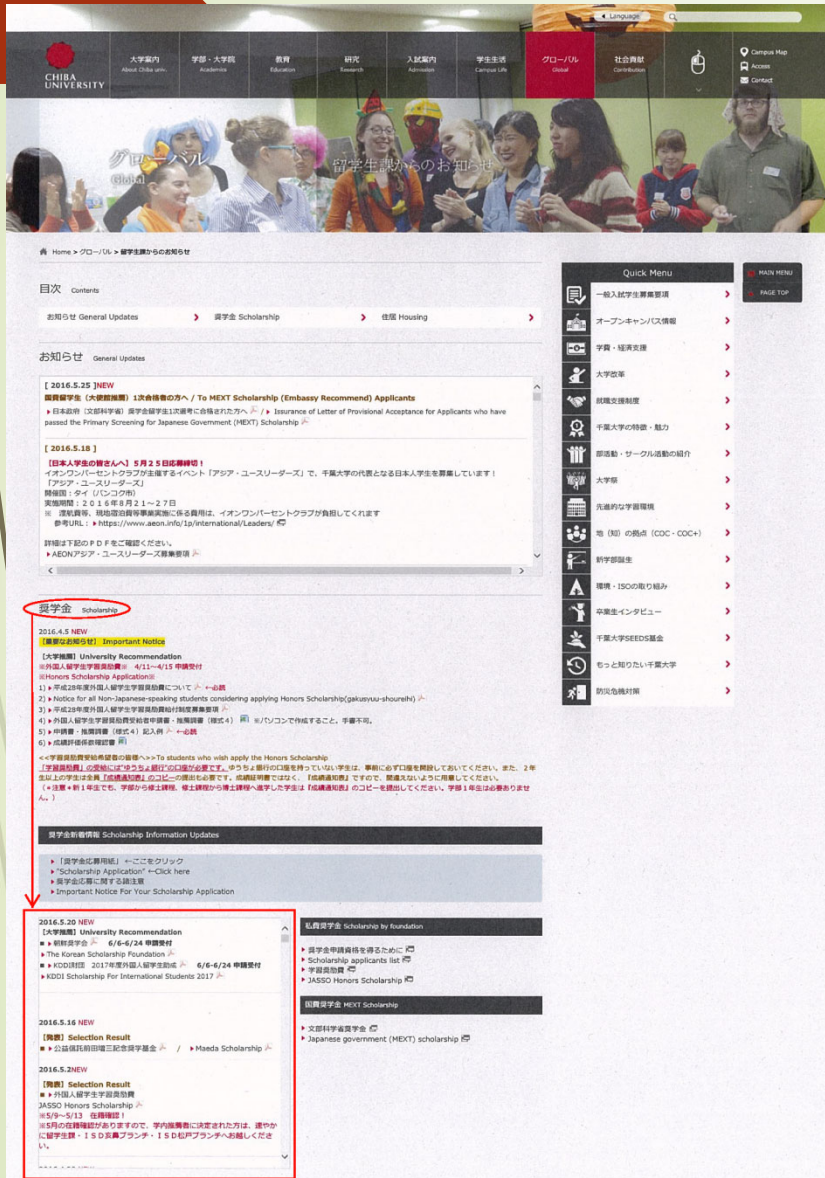 Language
CHIBA UNIVERSITY
大学案内 About Chiba univ.
学部・大学院 Academics
教育 Education
研究 Research
入試案内 Admission
学生生活 Campus Life
グローバル Global
社会貢献 Contribution
Campus Map
Access
Contact
グローバル
Global
留学生課からのお知らせ
Home > グローバル > 留学生課からのお知らせ
目次 Contents
お知らせ General Updates
奨学金 Scholarship
住居 Housing
お知らせ General Updates
[ 2016.5.25 ]NEW
国費留学生（大使館推薦）1次合格者の方へ / To MEXT Scholarship (Embassy Recommend) Applicants
日本政府（文部科学省）奨学金留学生1次選考に合格された方へ / Issurance of Letter of Provisional Acceptance for Applicants who have
passed the Primary Screening for Japanese Government (MEXT) Scholarship
[ 2016.5.18 ]
【日本人学生の皆さんへ】５月２５日応募締切！
イオンワンパーセントクラブが主催するイベント「アジア・ユースリーダーズ」で、千葉大学の代表となる日本人学生を募集しています！
「アジア・ユースリーダーズ」
開催国：タイ（バンコク市）
実施期間：２０１６年８月２１～２７日
※ 渡航費等、現地宿泊費等事業実施に係る費用は、イオンワンパーセントクラブが負担してくれます
参考URL：https://www.aeon.info/1p/international/Leaders/
詳細は下記のＰＤＦをご確認ください。
AEONアジア・ユースリーダーズ募集要項
奨学金 Scholarship
2016.4.5 NEW
【重要なお知らせ】 Important Notice
【大学推薦】University Recommendation
※外国人留学生学習奨励費※ 4/11～4/15 申請受付
※Honors Scholarship Application※
1) 平成28年度外国人留学生学習奨励費について ←必読
2) Notice for all Non-Japanese-speaking students considering applying Honors Scholarship(gakusyuu-shoureihi)
3) 平成28年度外国人留学生学習奨励費給付制度募集要項
4) 外国人留学生学習奨励費受給者申請書・推薦調書（様式４） ※パソコンで作成すること。手書不可。
5) 申請書・推薦調書（様式４）記入例 ←必読
6) 成績評価係数確認書
<<学習奨励費受給希望者の皆様へ>>To students who wish apply the Honors Scholarship
「学習奨励費」の受給には"ゆうちょ銀行"の口座が必要です。ゆうちょ銀行の口座を持っていない学生は、事前に必ず口座を開設しておいてください。また、２年
生以上の学生は全員『成績通知表』のコピーの提出も必要です。成績証明書ではなく、『成績通知表』ですので、間違えないように用意してください。
（＊注意＊新１年生でも、学部から修士課程、修士課程から博士課程へ進学した学生は『成績通知表』のコピーを提出してください。学部１年生は必要ありませ
ん。）
奨学金新着情報 Scholarship Information Updates
「奨学金応募用紙」 ←ここをクリック
"Scholarship Application" ←Click here
奨学金応募に関する諸注意
Important Notice For Your Scholarship Application
2016.5.20 NEW
【大学推薦】University Recommendation
■ 朝鮮奨学会 6/6-6/24 申請受付
The Korean Scholarship Foundation
■ KDDI財団 2017年度外国人留学生助成 6/6-6/24 申請受付
KDDI Scholarship For International Students 2017
2016.5.16 NEW
【発表】Selection Result
■ 公益信託前田壇三記念奨学基金 / Maeda Scholarship
2016.5.2NEW
【発表】Selection Result
■ 外国人留学生学習奨励費
JASSO Honors Scholarship
※5/9～5/13 在籍確認！
※5月の在籍確認がありますので、学内推薦者に決定された方は、速やか
に留学生課・ＩＳＤ亥鼻ブランチ・ＩＳＤ松戸ブランチへお越しくださ
い。
私費奨学金 Scholarship by foundation
奨学金申請資格を得るために
Scholarship applicants list
学習奨励費
JASSO Honors Scholarship
国費奨学金 MEXT Scholarship
文部科学省奨学金
Japanese government (MEXT) scholarship
Quick Menu
一般入試学生募集要項
オープンキャンパス情報
学費・経済支援
大学改革
就職支援制度
千葉大学の特徴・魅力
部活動・サークル活動の紹介
大学祭
先進的な学習環境
地（知）の拠点（COC・COC+）
新学部誕生
環境・ISOの取り組み
卒業生インタビュー
千葉大学SEEDS基金
もっと知りたい千葉大学
防災危機対策
MAIN MENU
PAGE TOP